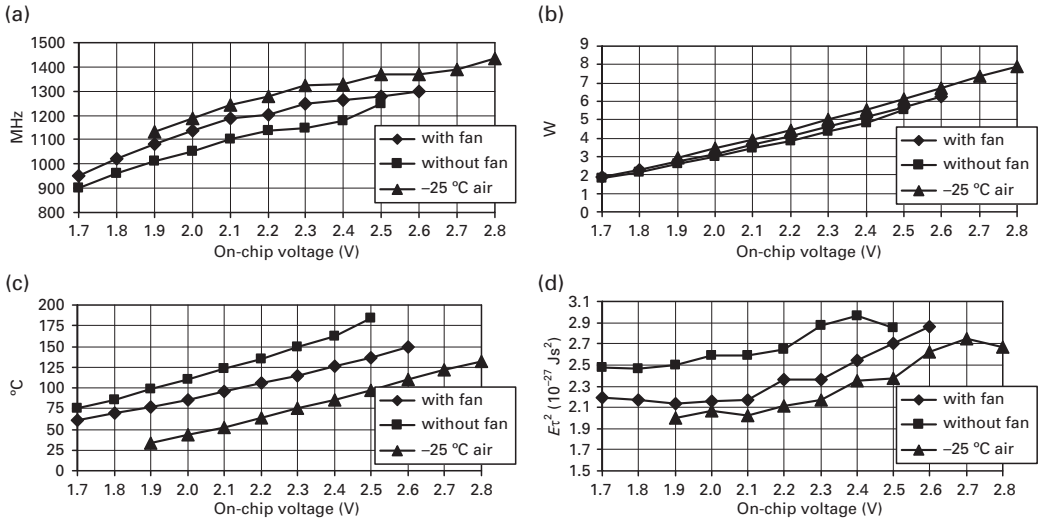 (a)
1500
1400
1300
1200
1100
1000
900
800
MHz
1.7 1.8 1.9 2.0 2.1 2.2 2.3 2.4 2.5 2.6 2.7 2.8
On-chip voltage (V)
with fan
without fan
–25 ºC air
(b)
9
8
7
6
5
4
3
2
1
0
W
1.7 1.8 1.9 2.0 2.1 2.2 2.3 2.4 2.5 2.6 2.7 2.8
On-chip voltage (V)
with fan
without fan
–25 ºC air
(c)
200
175
150
125
100
75
50
25
0
ºC
1.7 1.8 1.9 2.0 2.1 2.2 2.3 2.4 2.5 2.6 2.7 2.8
On-chip voltage (V)
with fan
without fan
–25 ºC air
(d)
3.1
2.9
2.7
2.5
2.3
2.1
1.9
1.7
1.5
Eτ² (10⁻²⁷ Js²)
1.7 1.8 1.9 2.0 2.1 2.2 2.3 2.4 2.5 2.6 2.7 2.8
On-chip voltage (V)
with fan
without fan
–25 ºC air